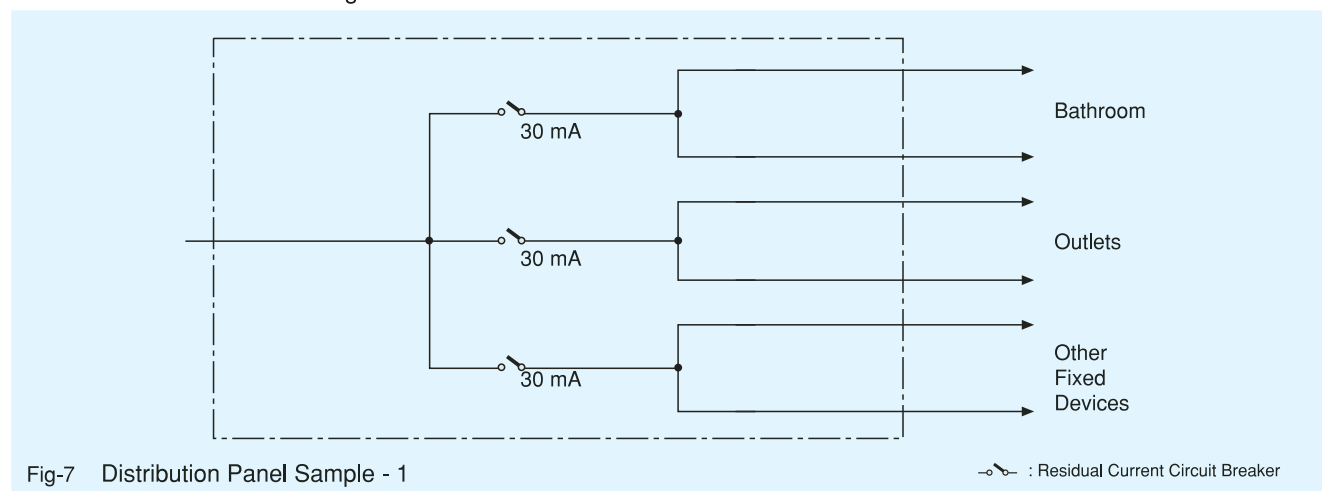 30 mA
Bathroom
30 mA
Outlets
30 mA
Other
Fixed
Devices
Fig-7 Distribution Panel Sample - 1
: Residual Current Circuit Breaker